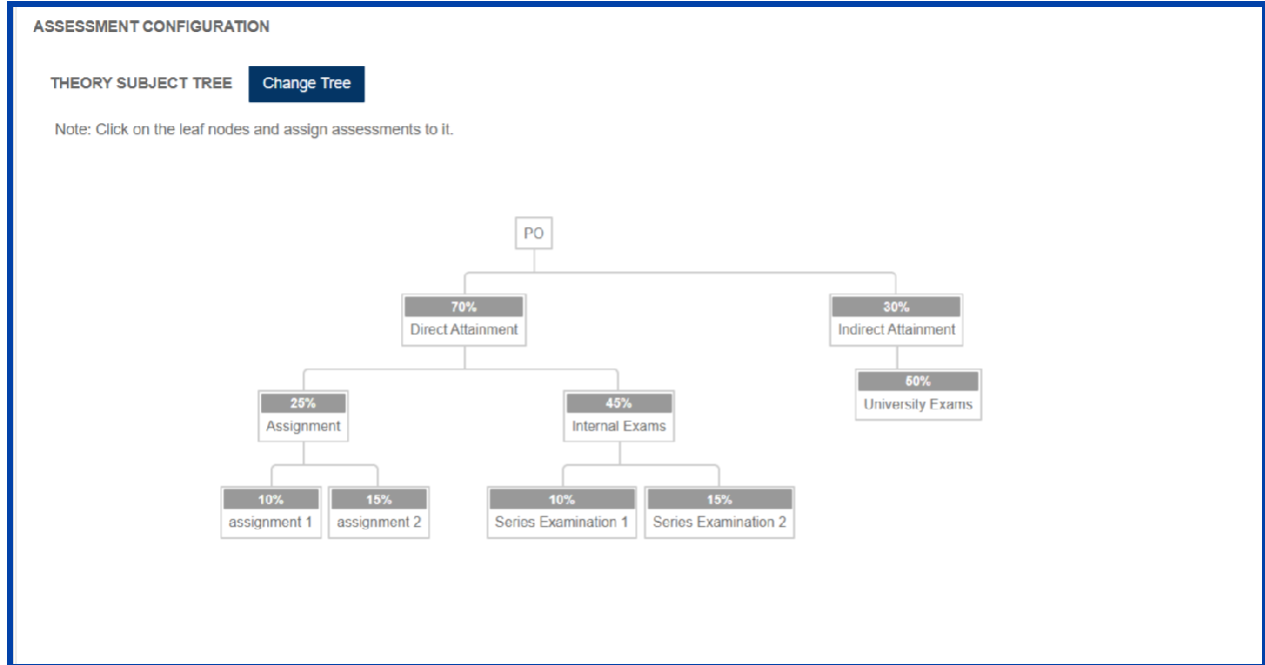 ASSESSMENT CONFIGURATION
THEORY SUBJECT TREE Change Tree
Note: Click on the leaf nodes and assign assessments to it.
PO
70%
Direct Attainment
30%
Indirect Attainment
25%
Assignment
45%
Internal Exams
50%
University Exams
10%
assignment 1
15%
assignment 2
10%
Series Examination 1
15%
Series Examination 2